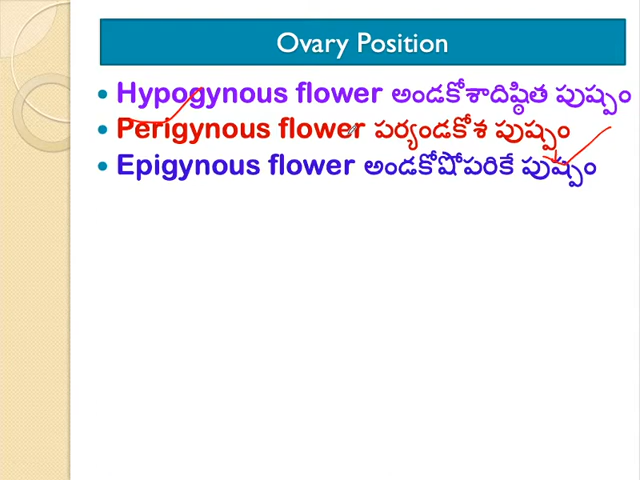 Ovary Position
Hypogynous flower అండకోశాదిష్ఠిత పుష్పం
Perigynous flower పర్యండకోశ పుష్పం
Epigynous flower అండకోషోపరికే పుష్పం